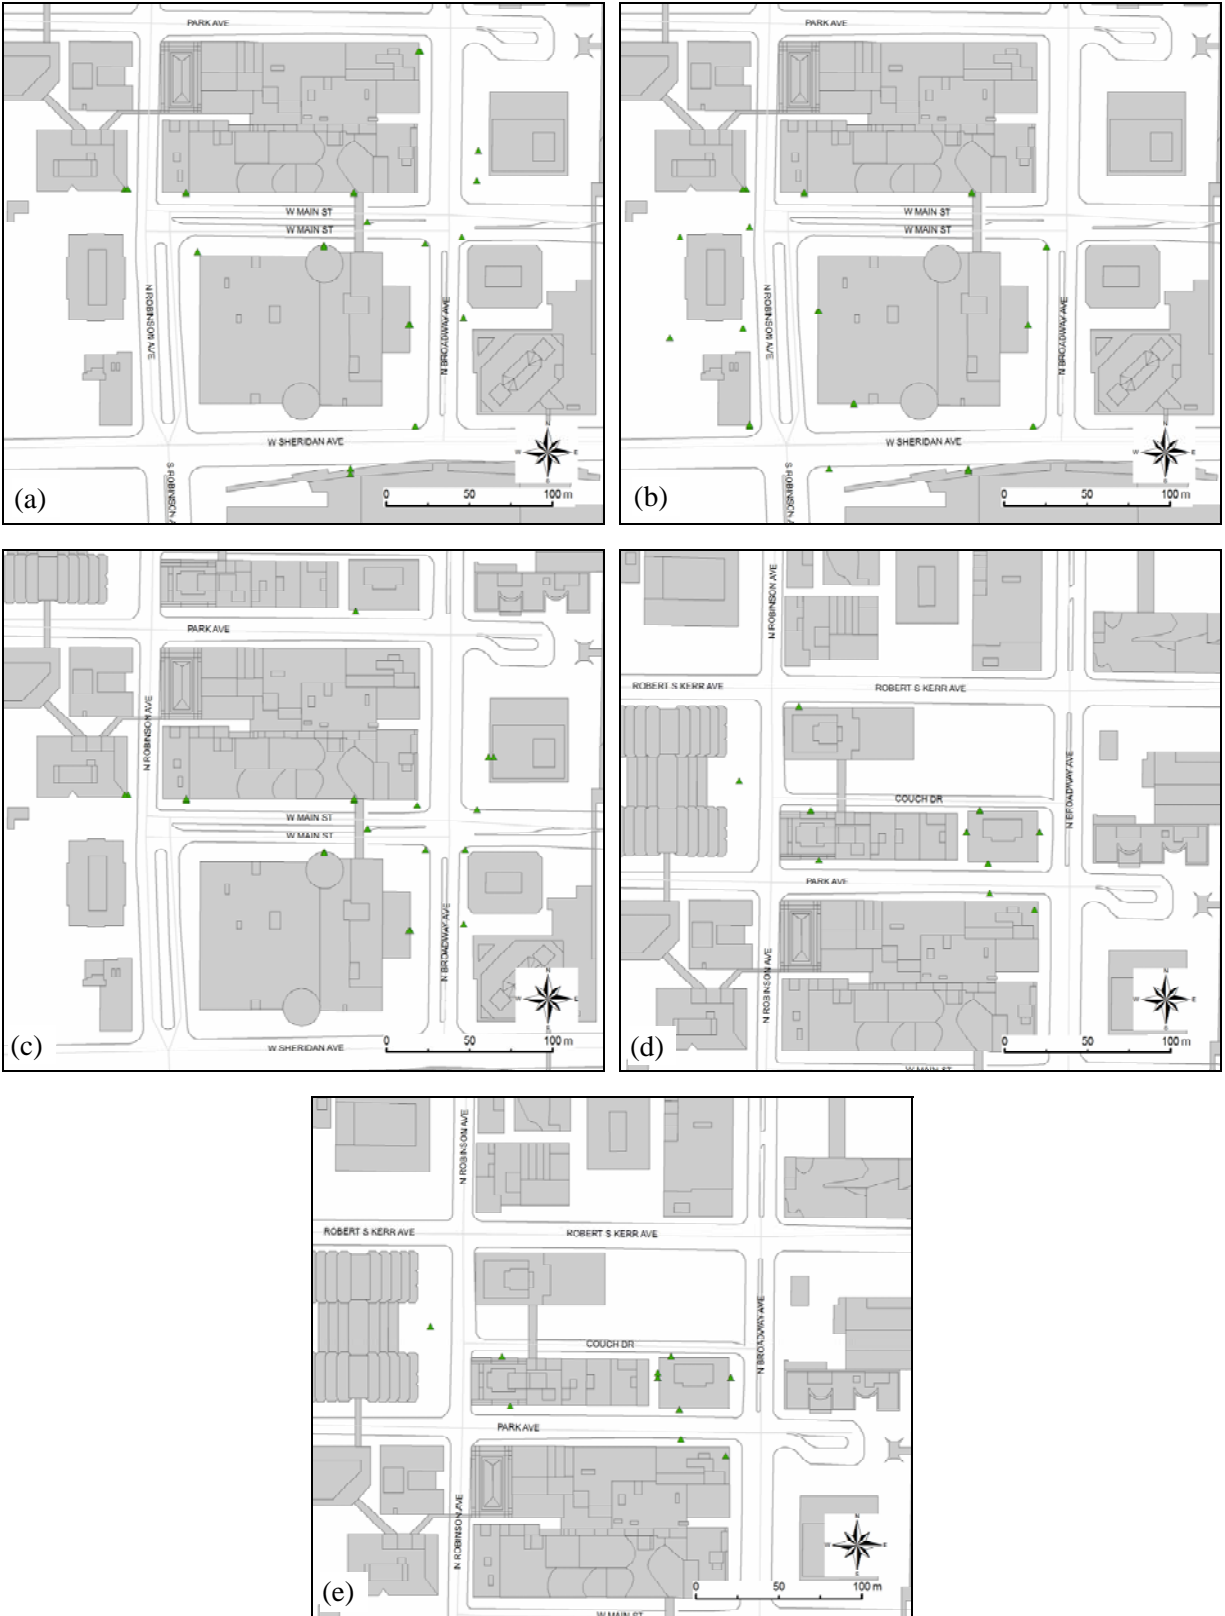 PARK AVE
W MAIN ST
W MAIN ST
N ROBINSON AVE
N BROADWAY AVE
W SHERIDAN AVE
S ROBINSON A
N
W E
S
0 50 100 m
(a)
PARK AVE
W MAIN ST
W MAIN ST
N ROBINSON AVE
N BROADWAY AVE
W SHERIDAN AVE
S ROBINSON A
N
W E
S
0 50 100 m
(b)
PARK AVE
N ROBINSON AVE
W MAIN ST
W MAIN ST
N BROADWAY AVE
W SHERIDAN AVE
N
W E
S
0 50 100 m
(c)
N ROBINSON AVE
ROBERT S KERR AVE
ROBERT S KERR AVE
N BROADWAY AVE
COUCH DR
PARK AVE
N ROBINSON AVE
N
W E
S
0 50 100 m
(d)
W MAIN ST
N ROBINSON AVE
ROBERT S KERR AVE
ROBERT S KERR AVE
N BROADWAY AVE
COUCH DR
PARK AVE
N ROBINSON AVE
N
W E
S
0 50 100 m
(e)
W MAIN ST